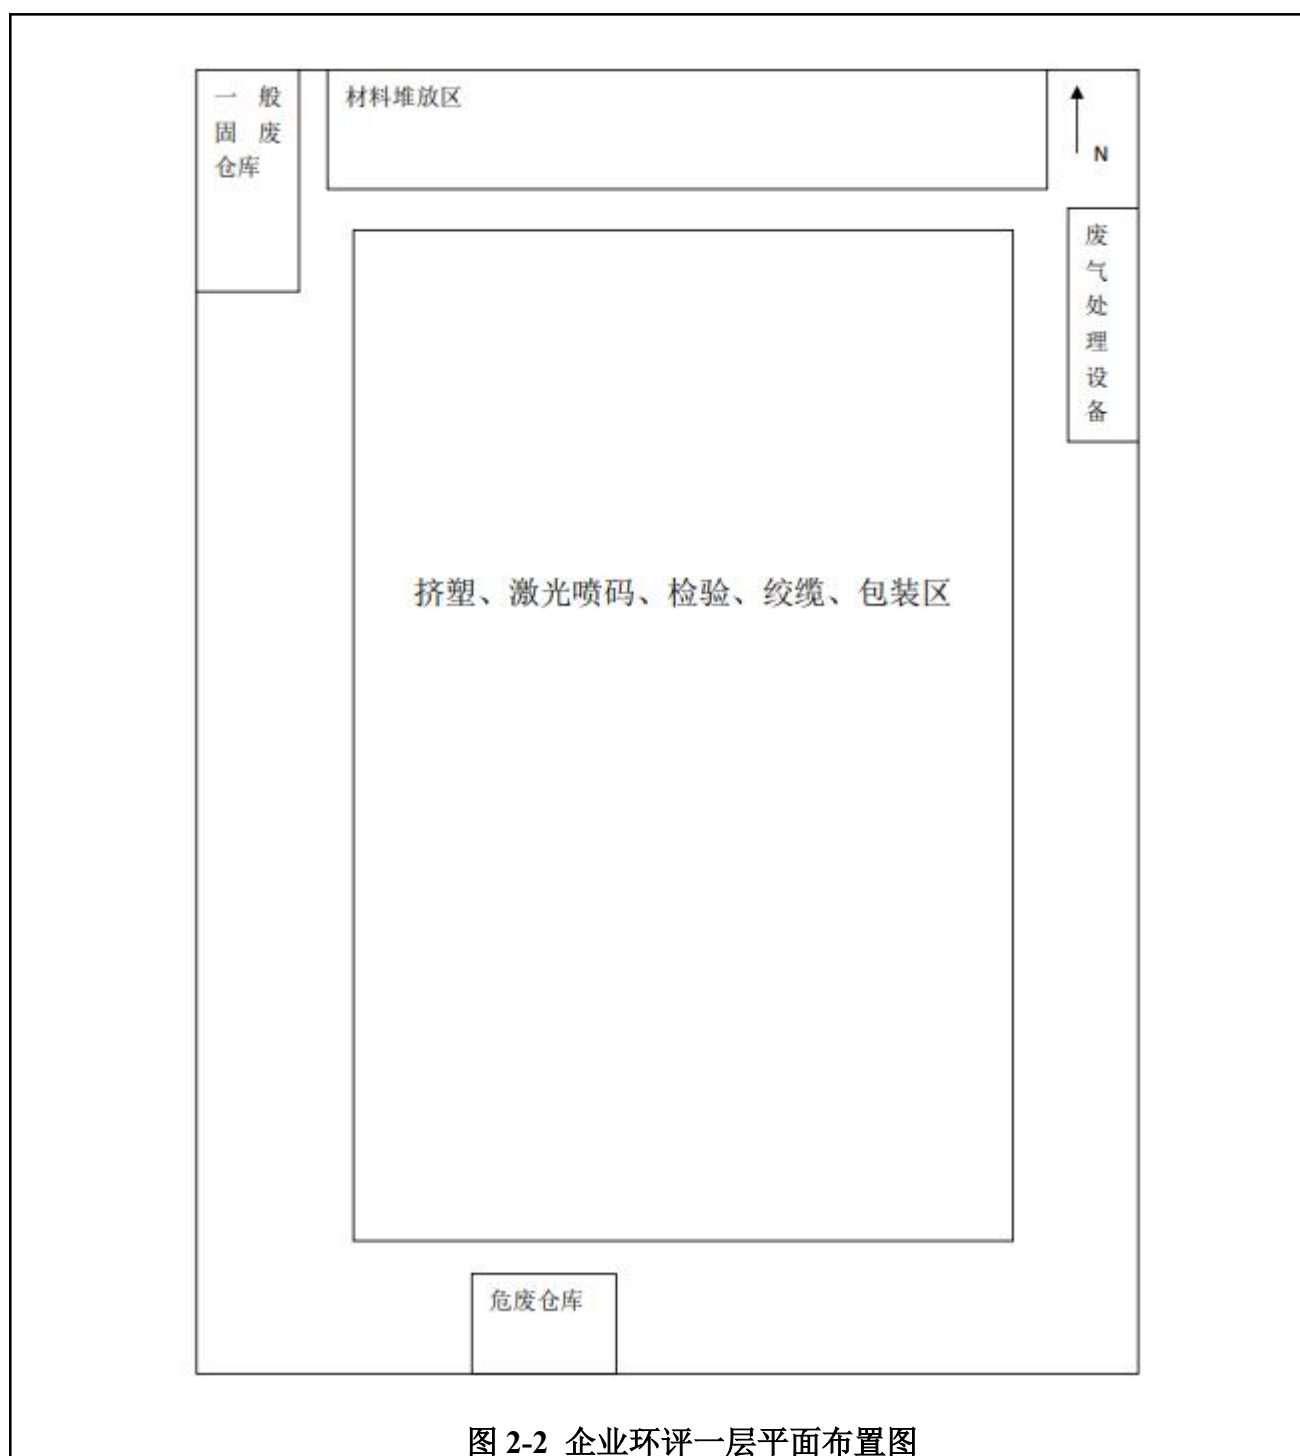 一般
固废
仓库
材料堆放区
N
废
气
处
理
设
备
挤塑、激光喷码、检验、绞缆、包装区
危废仓库
图 2-2 企业环评一层平面布置图